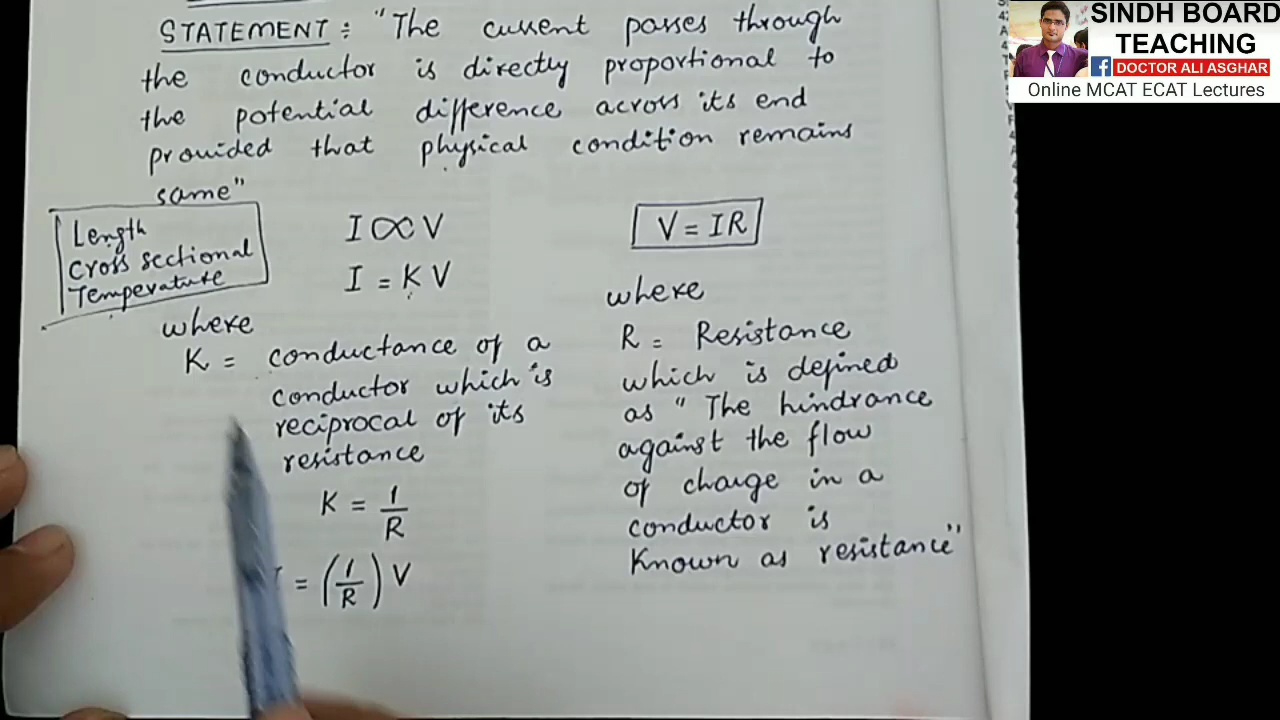 STATEMENT : "The current passes through
the conductor is directly proportional to
the potential difference across its end
provided that physical condition remains
same"
Length
Cross sectional
Temperature
I ∝ V
I = K V
where
K = conductance of a
conductor which is
reciprocal of its
resistance
K = 1/R
= (1/R) V
V = IR
where
R = Resistance
which is defined
as "The hindrance
against the flow
of charge in a
conductor is
Known as resistance"
SINDH BOARD
TEACHING
DOCTOR ALI ASGHAR
Online MCAT ECAT Lectures